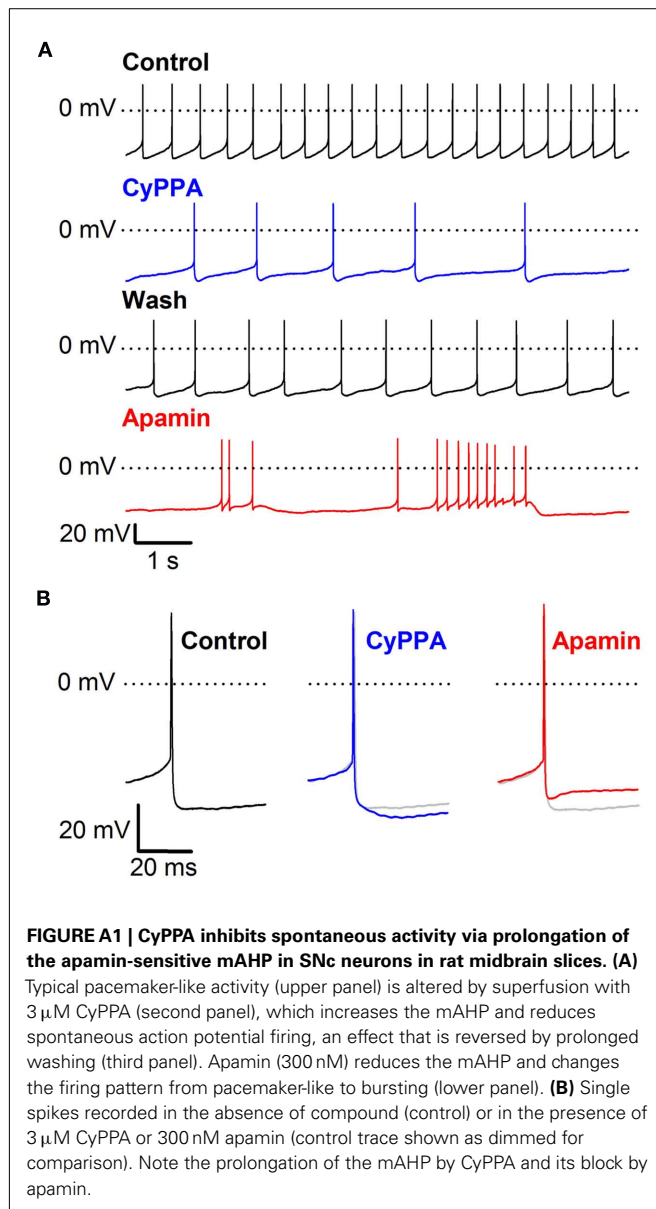 A
Control
0 mV
CyPPA
0 mV
Wash
0 mV
Apamin
0 mV
20 mV
1 s
B
Control
CyPPA
Apamin
0 mV
20 mV
20 ms
FIGURE A1 | CyPPA inhibits spontaneous activity via prolongation of
the apamin-sensitive mAHP in SNc neurons in rat midbrain slices. (A)
Typical pacemaker-like activity (upper panel) is altered by superfusion with
3 μM CyPPA (second panel), which increases the mAHP and reduces
spontaneous action potential firing, an effect that is reversed by prolonged
washing (third panel). Apamin (300 nM) reduces the mAHP and changes
the firing pattern from pacemaker-like to bursting (lower panel). (B) Single
spikes recorded in the absence of compound (control) or in the presence of
3 μM CyPPA or 300 nM apamin (control trace shown as dimmed for
comparison). Note the prolongation of the mAHP by CyPPA and its block by
apamin.